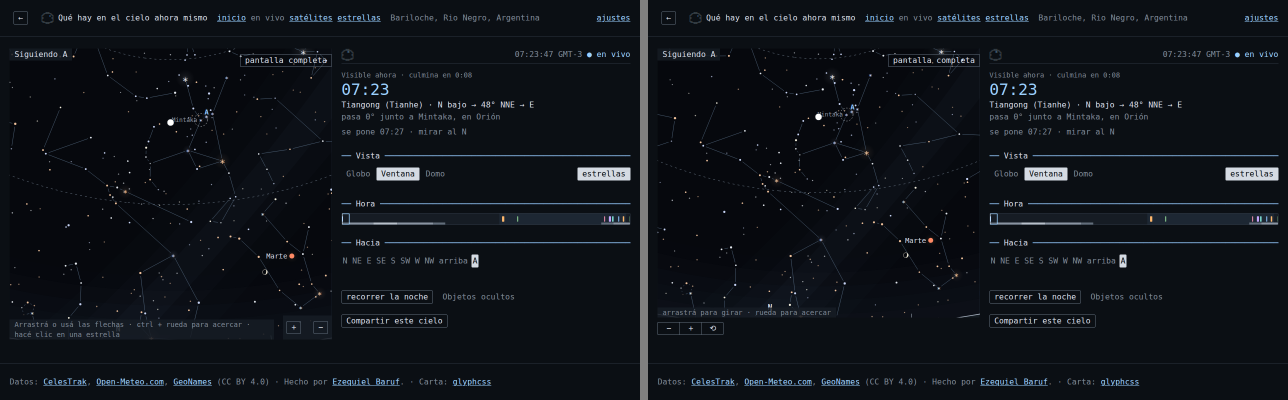 ← Qué hay en el cielo ahora mismo inicio en vivo satélites estrellas Bariloche, Río Negro, Argentina ajustes
Siguiendo A
pantalla completa
Mintaka
A
Marte
Arrastrá o usá las flechas · ctrl + rueda para acercar ·
hacé clic en una estrella
+ −
07:23:47 GMT-3 ● en vivo
Visible ahora · culmina en 0:08
07:23
Tiangong (Tianhe) · N bajo → 48° NNE → E
pasa 0° junto a Mintaka, en Orión
se pone 07:27 · mirar al N
Vista
Globo Ventana Domo estrellas
Hora
Hacia
N NE E SE S SW W NW arriba A
recorrer la noche Objetos ocultos
Compartir este cielo
Datos: CelesTrak, Open-Meteo.com, GeoNames (CC BY 4.0) · Hecho por Ezequiel Baruf. · Carta: glyphcss
← Qué hay en el cielo ahora mismo inicio en vivo satélites estrellas Bariloche, Río Negro, Argentina ajustes
Siguiendo A
pantalla completa
Mintaka
A
Marte
N
arrastrá para girar · rueda para acercar
− + ⟲
07:23:47 GMT-3 ● en vivo
Visible ahora · culmina en 0:08
07:23
Tiangong (Tianhe) · N bajo → 48° NNE → E
pasa 0° junto a Mintaka, en Orión
se pone 07:27 · mirar al N
Vista
Globo Ventana Domo estrellas
Hora
Hacia
N NE E SE S SW W NW arriba A
recorrer la noche Objetos ocultos
Compartir este cielo
Datos: CelesTrak, Open-Meteo.com, GeoNames (CC BY 4.0) · Hecho por Ezequiel Baruf. · Carta: glyphcss